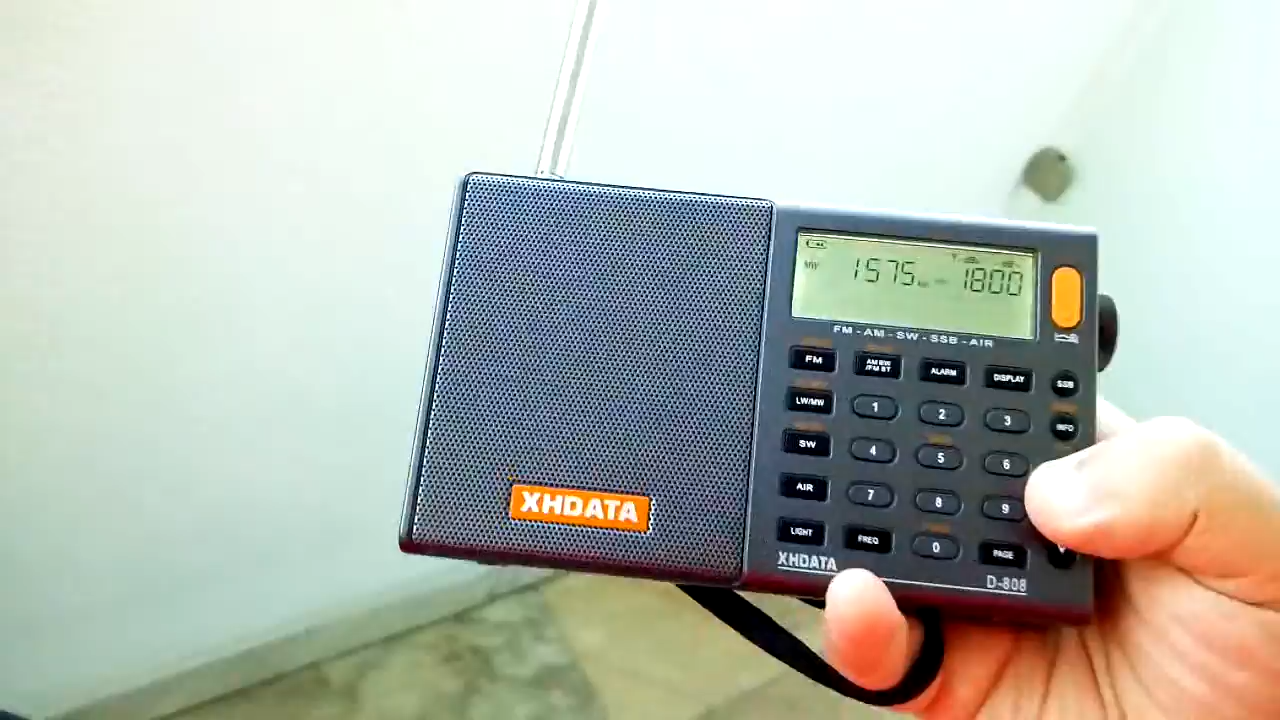 MW 1575 1800
FM - AM - SW - SSB - AIR
FM AM BW /FM ST ALARM DISPLAY SSB
LW/MW 1 2 3 INFO
SW 4 5 6
AIR 7 8 9
LIGHT FREQ 0 PAGE V
XHDATA
XHDATA D-808